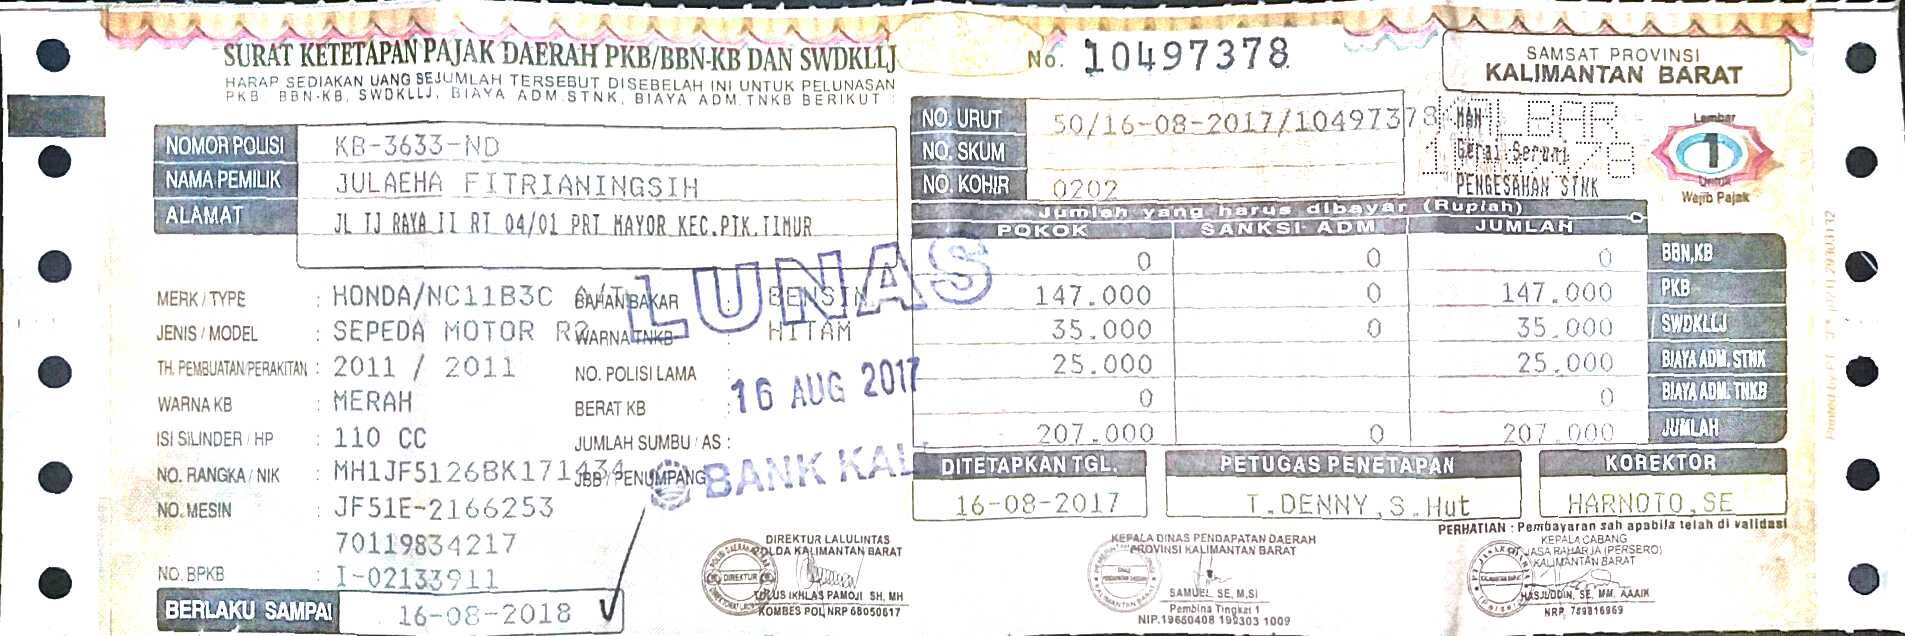 SURAT KETETAPAN PAJAK DAERAH PKB/BBN-KB DAN SWDKLLJ
HARAP SEDIAKAN UANG SEJUMLAH TERSEBUT DISEBELAH INI UNTUK PELUNASAN
PKB BBN-KB, SWDKLLJ, BIAYA ADM.STNK, BIAYA ADM.TNKB BERIKUT :
No. 10497378
SAMSAT PROVINSI
KALIMANTAN BARAT
NOMOR POLISI KB-3633-ND
NAMA PEMILIK JULAEHA FITRIANINGSIH
ALAMAT JL TJ RAYA II RT 04/01 PRT MAYOR KEC.PTK.TIMUR
NO. URUT 50/16-08-2017/10497378
NO. SKUM
NO. KOHIR 0202
KALBAR
Gerai Seruni
PENGESAHAN STNK
Lembar
1
Untuk
Wajib Pajak
Jumlah yang harus dibayar (Rupiah)
POKOK SANKSI ADM JUMLAH
0 0 0 BBN.KB
147.000 0 147.000 PKB
35.000 0 35.000 SWDKLLJ
25.000 25.000 BIAYA ADM. STNK
0 0 BIAYA ADM. TNKB
207.000 0 207.000 JUMLAH
MERK / TYPE : HONDA/NC11B3C A/T
BAHAN BAKAR : BENSIN
JENIS / MODEL : SEPEDA MOTOR R2
WARNA TNKB : HITAM
TH. PEMBUATAN/PERAKITAN : 2011 / 2011
NO. POLISI LAMA :
WARNA KB : MERAH
BERAT KB :
ISI SILINDER / HP : 110 CC
JUMLAH SUMBU / AS :
NO. RANGKA / NIK : MH1JF5126BK171434
JBB / PENUMPANG
NO. MESIN : JF51E-2166253
70119834217
NO. BPKB : I-02133911
BERLAKU SAMPAI 16-08-2018
LUNAS
16 AUG 2017
BANK KAL
DITETAPKAN TGL. 16-08-2017
PETUGAS PENETAPAN T.DENNY,S.Hut
KOREKTOR HARNOTO,SE
PERHATIAN : Pembayaran sah apabila telah di validasi
DIREKTUR LALULINTAS
POLDA KALIMANTAN BARAT
DIREKTUR
TULUS IKHLAS PAMOJI SH, MH
KOMBES POL NRP 68050617
KEPALA DINAS PENDAPATAN DAERAH
PROVINSI KALIMANTAN BARAT
SAMUEL SE, M,SI
Pembina Tingkat 1
NIP.19660408 199303 1009
KEPALA CABANG
JASA RAHARJA (PERSERO)
KALIMANTAN BARAT
HASJUDDIN, SE, MM, AAAIK
NRP, 789816969